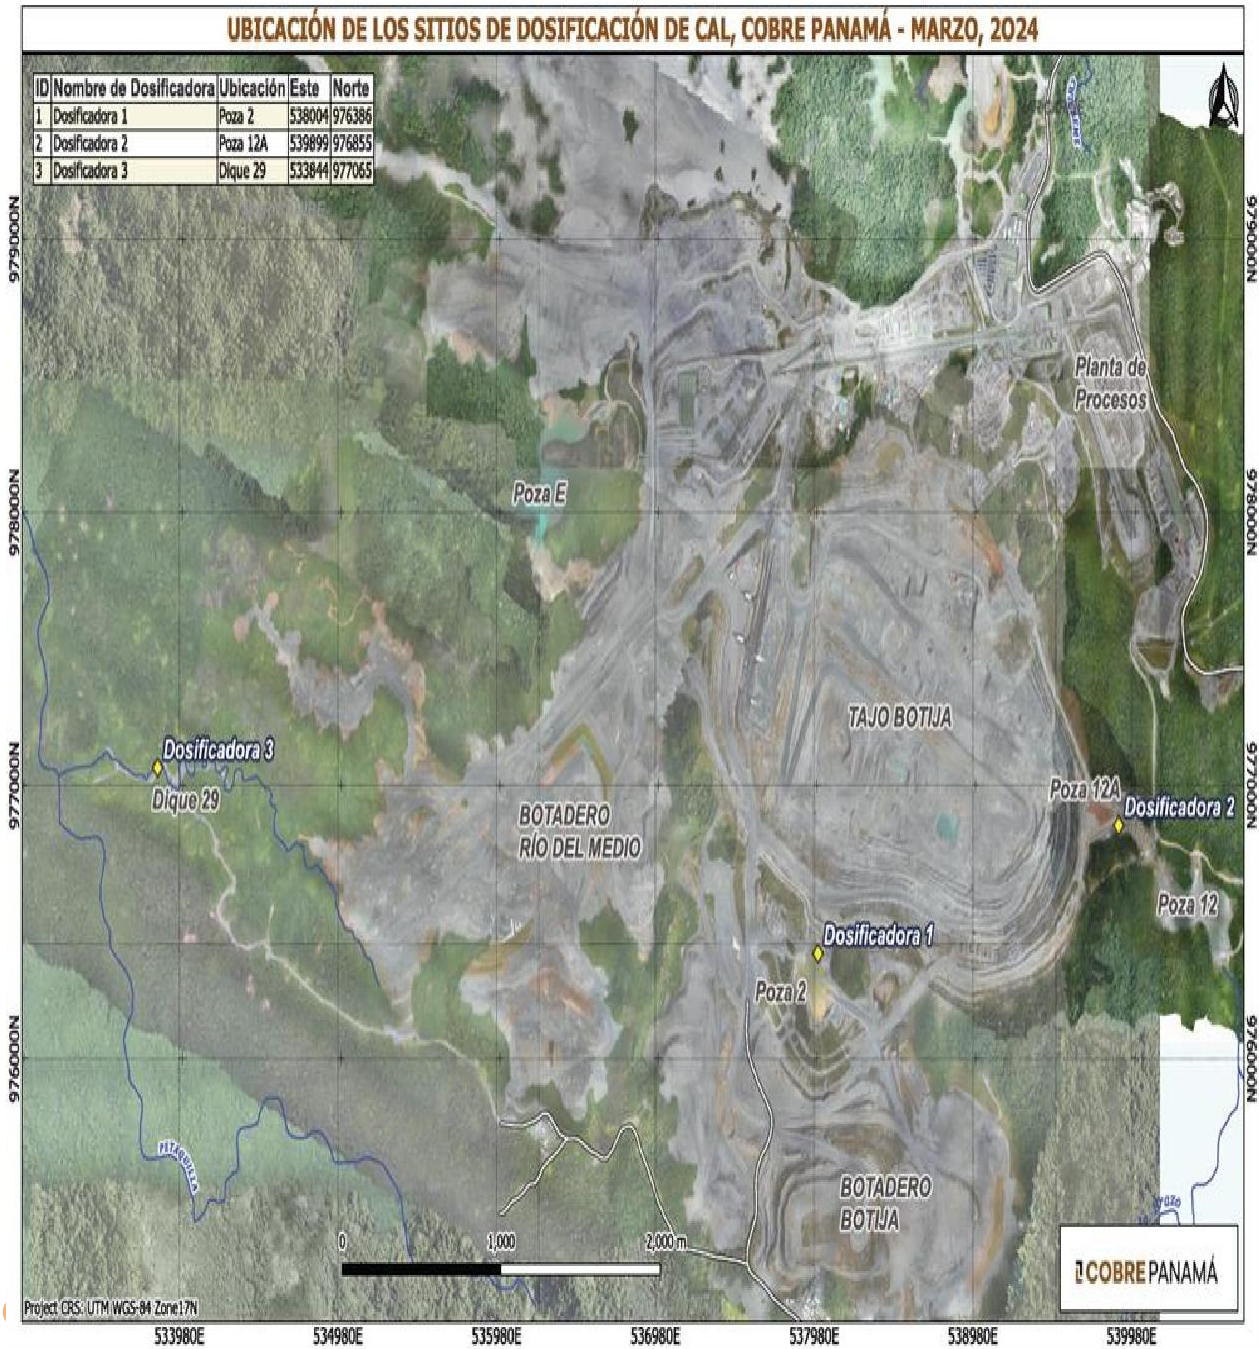 UBICACIÓN DE LOS SITIOS DE DOSIFICACIÓN DE CAL, COBRE PANAMÁ - MARZO, 2024
ID Nombre de Dosificadora Ubicación Este Norte
1 Dosificadora 1 Poza 2 538004 976386
2 Dosificadora 2 Poza 12A 539899 976855
3 Dosificadora 3 Dique 29 533844 977065
979000N
979000N
Planta de
Procesos
Poza E
978000N
978000N
TAJO BOTIJA
Dosificadora 3
Dique 29
977000N
977000N
Poza 12A
Dosificadora 2
BOTADERO
RÍO DEL MEDIO
Poza 12
Dosificadora 1
Poza 2
976000N
976000N
PETAQUILLA
BOTADERO
BOTIJA
0 1,000 2,000 m
COBRE PANAMÁ
Project CRS: UTM WGS-84 Zone17N
533980E 534980E 535980E 536980E 537980E 538980E 539980E